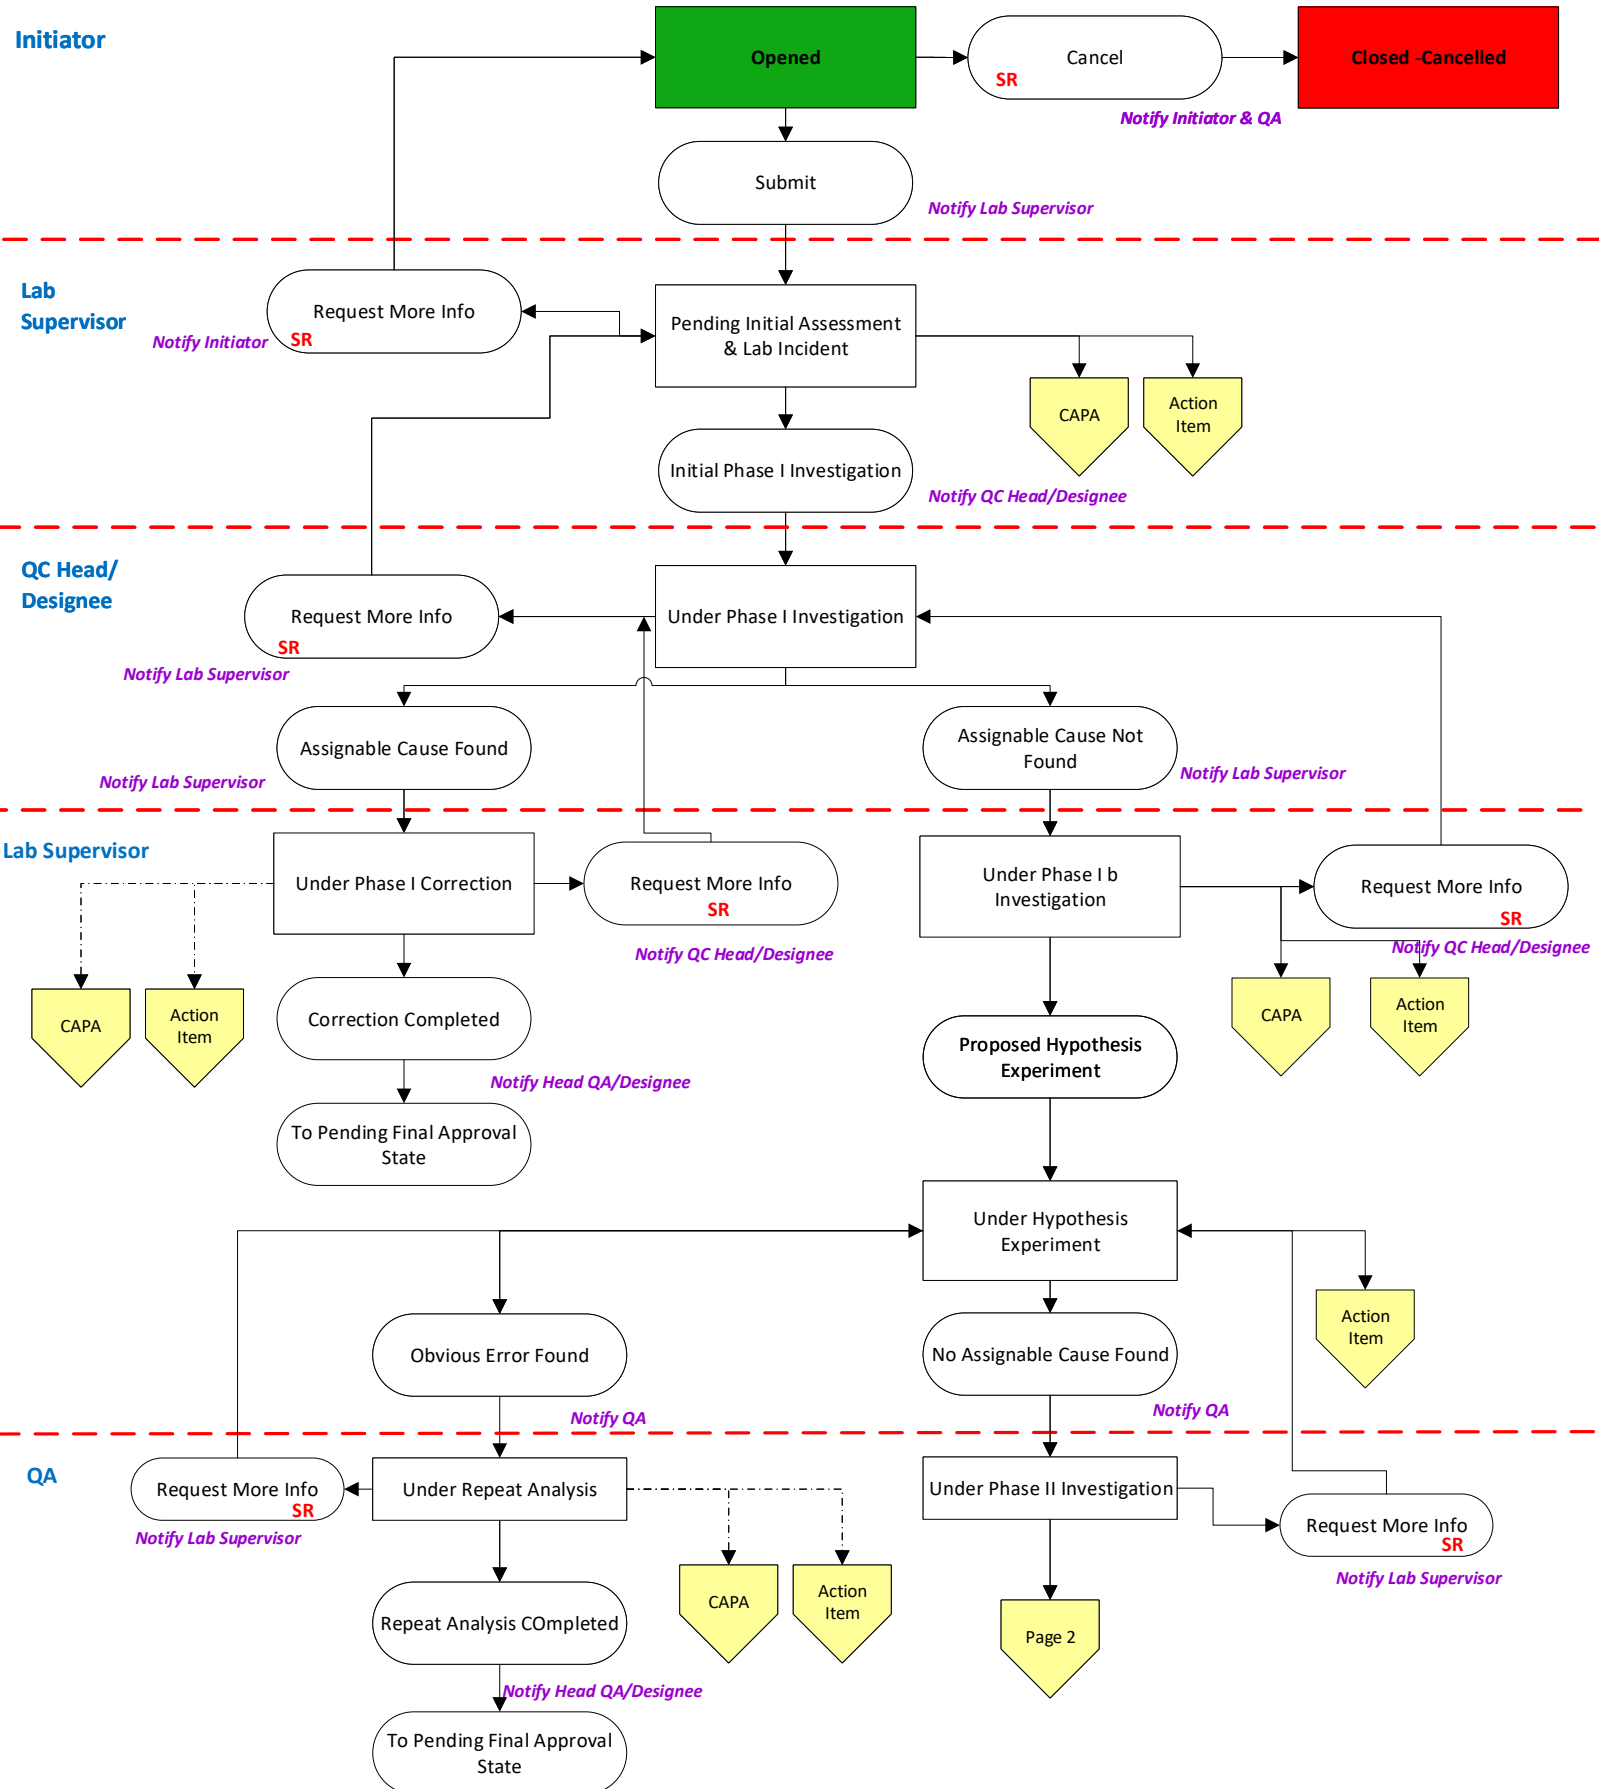 Initiator
Opened
Cancel
SR
Closed -Cancelled
Notify Initiator & QA
Submit
Notify Lab Supervisor
Lab
Supervisor
Request More Info
SR
Notify Initiator
Pending Initial Assessment
& Lab Incident
CAPA
Action
Item
Initial Phase I Investigation
Notify QC Head/Designee
QC Head/
Designee
Request More Info
SR
Notify Lab Supervisor
Under Phase I Investigation
Assignable Cause Found
Notify Lab Supervisor
Assignable Cause Not
Found
Notify Lab Supervisor
Lab Supervisor
Under Phase I Correction
Request More Info
SR
Notify QC Head/Designee
Under Phase I b
Investigation
Request More Info
SR
Notify QC Head/Designee
CAPA
Action
Item
Correction Completed
CAPA
Action
Item
Notify Head QA/Designee
Proposed Hypothesis
Experiment
To Pending Final Approval
State
Under Hypothesis
Experiment
Action
Item
Obvious Error Found
No Assignable Cause Found
Notify QA
Notify QA
QA
Request More Info
SR
Notify Lab Supervisor
Under Repeat Analysis
Under Phase II Investigation
Request More Info
SR
Notify Lab Supervisor
CAPA
Action
Item
Repeat Analysis COmpleted
Page 2
Notify Head QA/Designee
To Pending Final Approval
State